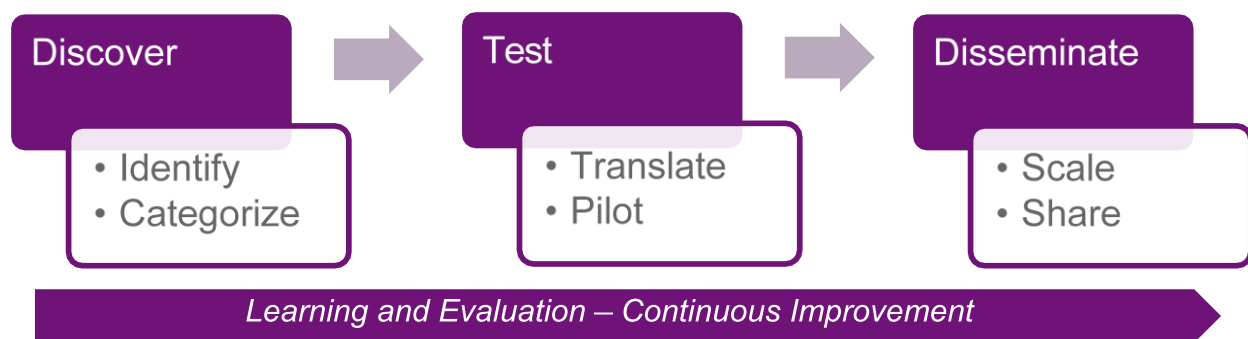 Discover
• Identify
• Categorize
Test
• Translate
• Pilot
Disseminate
• Scale
• Share
Learning and Evaluation – Continuous Improvement